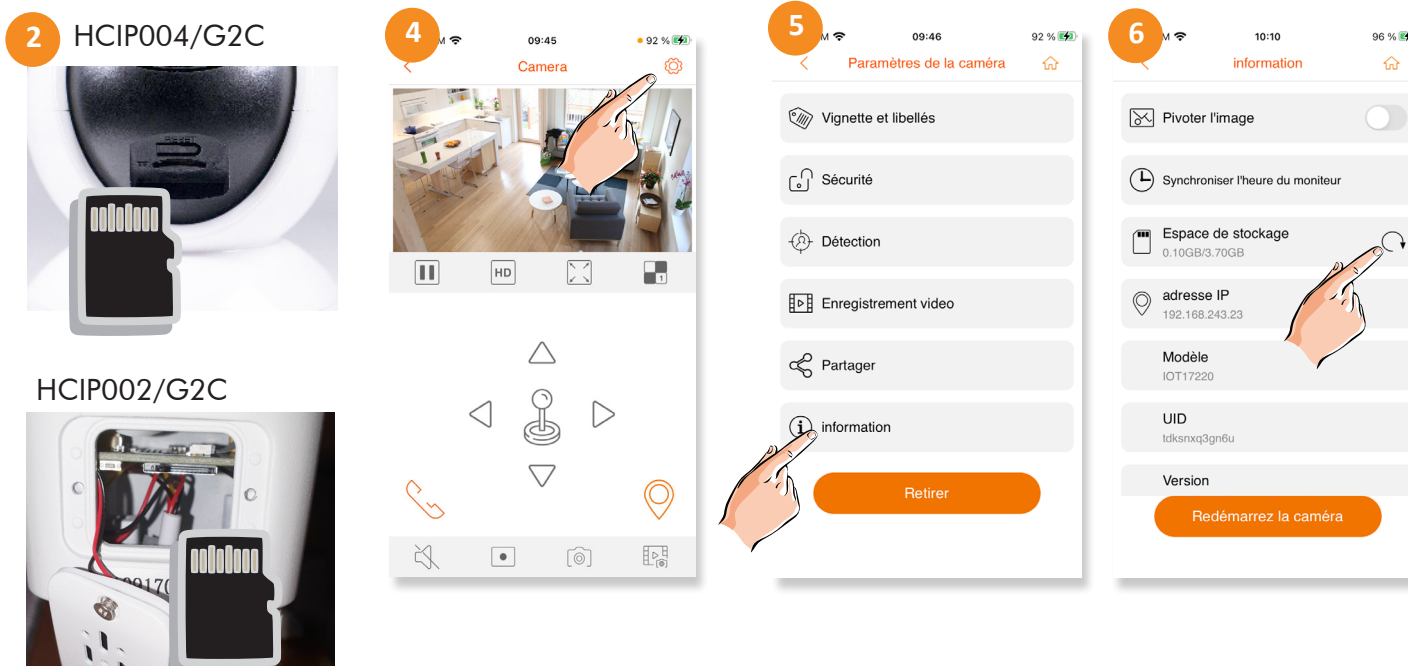 2
HCIP004/G2C
HCIP002/G2C
4
M
09:45
92 %
Camera
HD
1
5
M
09:46
92 %
Paramètres de la caméra
Vignette et libellés
Sécurité
Détection
Enregistrement video
Partager
information
Retirer
6
M
10:10
96 %
information
Pivoter l'image
Synchroniser l'heure du moniteur
Espace de stockage
0.10GB/3.70GB
adresse IP
192.168.243.23
Modèle
IOT17220
UID
tdksnxq3gn6u
Version
Redémarrez la caméra